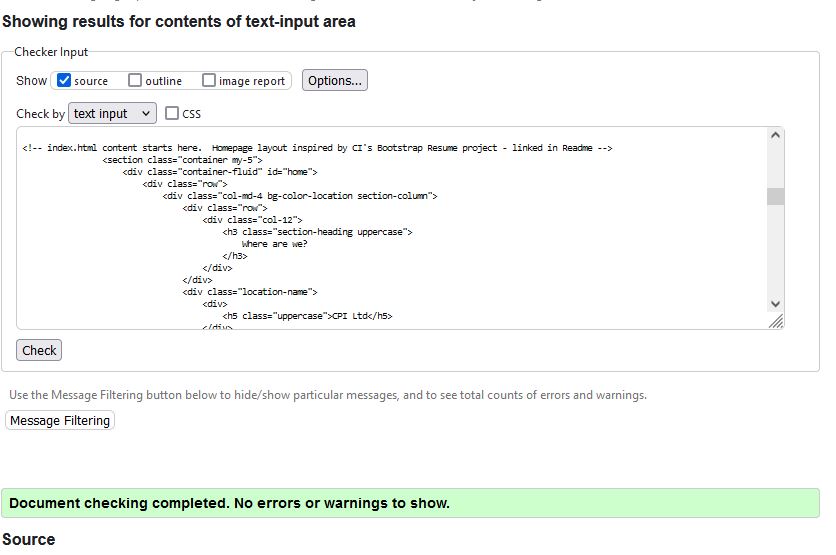 Showing results for contents of text-input area
Checker Input
Show source outline image report Options...
Check by text input CSS
<!-- index.html content starts here.  Homepage layout inspired by CI's Bootstrap Resume project - linked in Readme -->
<section class="container my-5">
<div class="container-fluid" id="home">
<div class="row">
<div class="col-md-4 bg-color-location section-column">
<div class="row">
<div class="col-12">
<h3 class="section-heading uppercase">
Where are we?
</h3>
</div>
</div>
<div class="location-name">
<div>
<h5 class="uppercase">CPI Ltd</h5>
</div>
Check
Use the Message Filtering button below to hide/show particular messages, and to see total counts of errors and warnings.
Message Filtering
Document checking completed. No errors or warnings to show.
Source